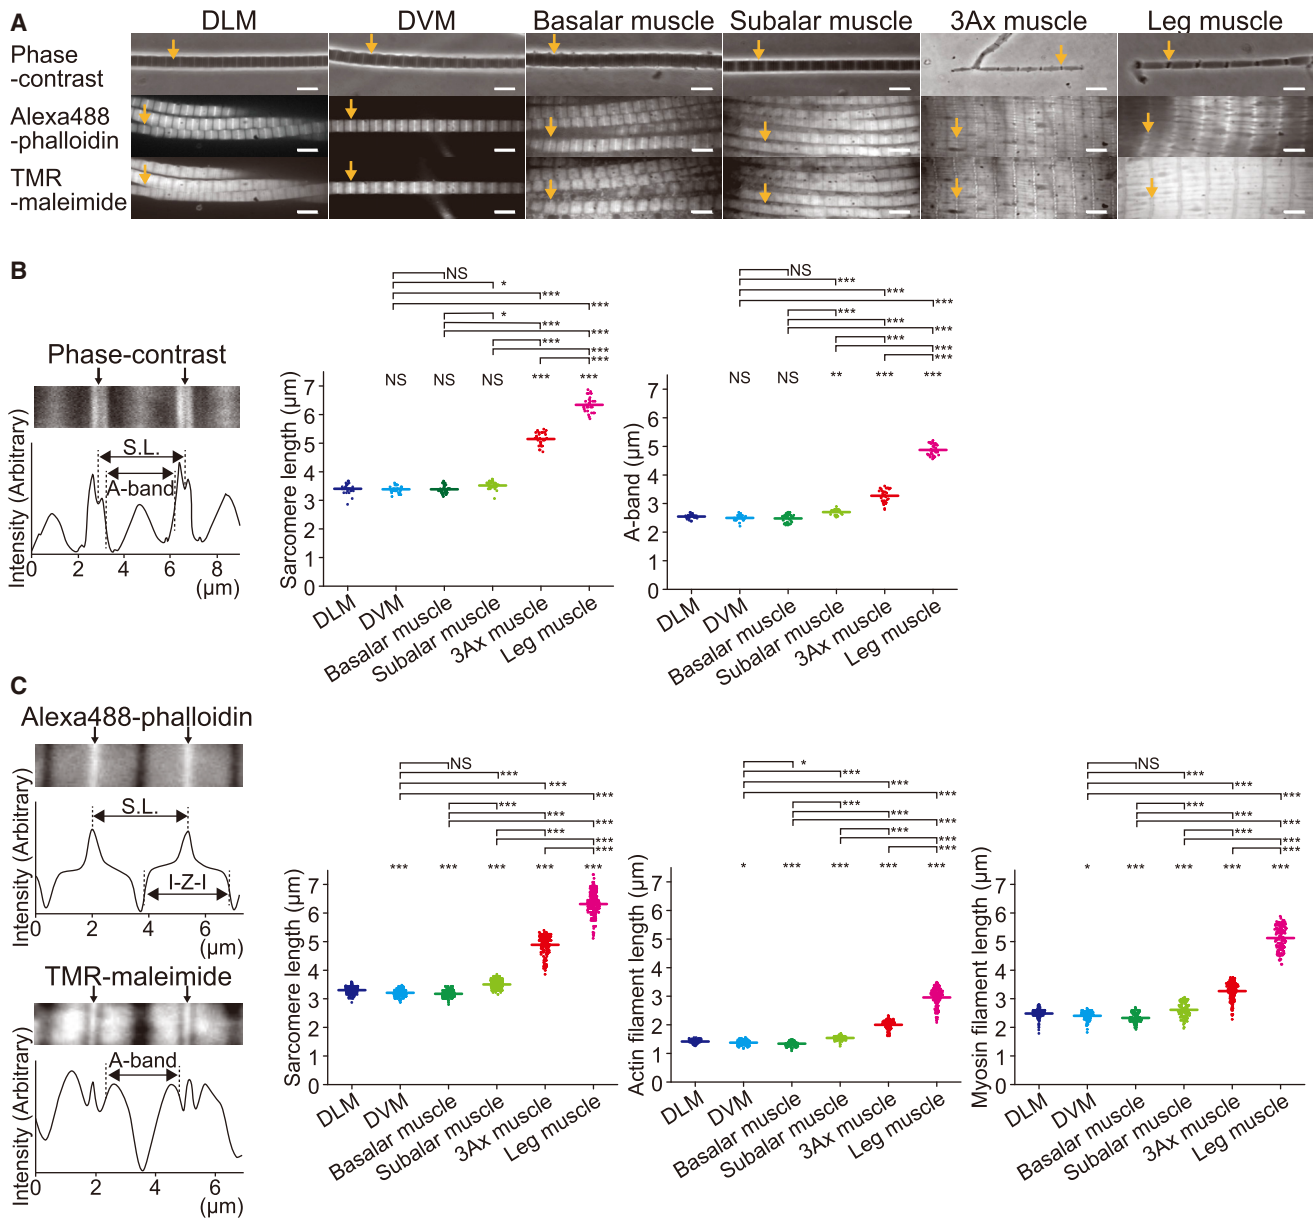 A
DLM DVM Basalar muscle Subalar muscle 3Ax muscle Leg muscle
Phase
-contrast
Alexa488
-phalloidin
TMR
-maleimide
B
Phase-contrast
Intensity (Arbitrary)
S.L.
A-band
0 2 4 6 8
(μm)
NS
*
***
***
*
***
***
***
***
***
NS NS NS *** ***
Sarcomere length (μm)
7
6
5
4
3
2
1
0
DLM
DVM
Basalar muscle
Subalar muscle
3Ax muscle
Leg muscle
NS
***
***
***
***
***
***
***
***
***
NS NS ** *** ***
A-band (μm)
7
6
5
4
3
2
1
0
DLM
DVM
Basalar muscle
Subalar muscle
3Ax muscle
Leg muscle
C
Alexa488-phalloidin
Intensity (Arbitrary)
S.L.
I-Z-I
0 2 4 6
(μm)
TMR-maleimide
Intensity (Arbitrary)
A-band
0 2 4 6
(μm)
NS
***
***
***
***
***
***
***
***
***
*** *** *** *** ***
Sarcomere length (μm)
7
6
5
4
3
2
1
0
DLM
DVM
Basalar muscle
Subalar muscle
3Ax muscle
Leg muscle
*
***
***
***
***
***
***
***
***
***
* *** *** *** ***
Actin filament length (μm)
7
6
5
4
3
2
1
0
DLM
DVM
Basalar muscle
Subalar muscle
3Ax muscle
Leg muscle
NS
***
***
***
***
***
***
***
***
***
* *** *** *** ***
Myosin filament length (μm)
7
6
5
4
3
2
1
0
DLM
DVM
Basalar muscle
Subalar muscle
3Ax muscle
Leg muscle